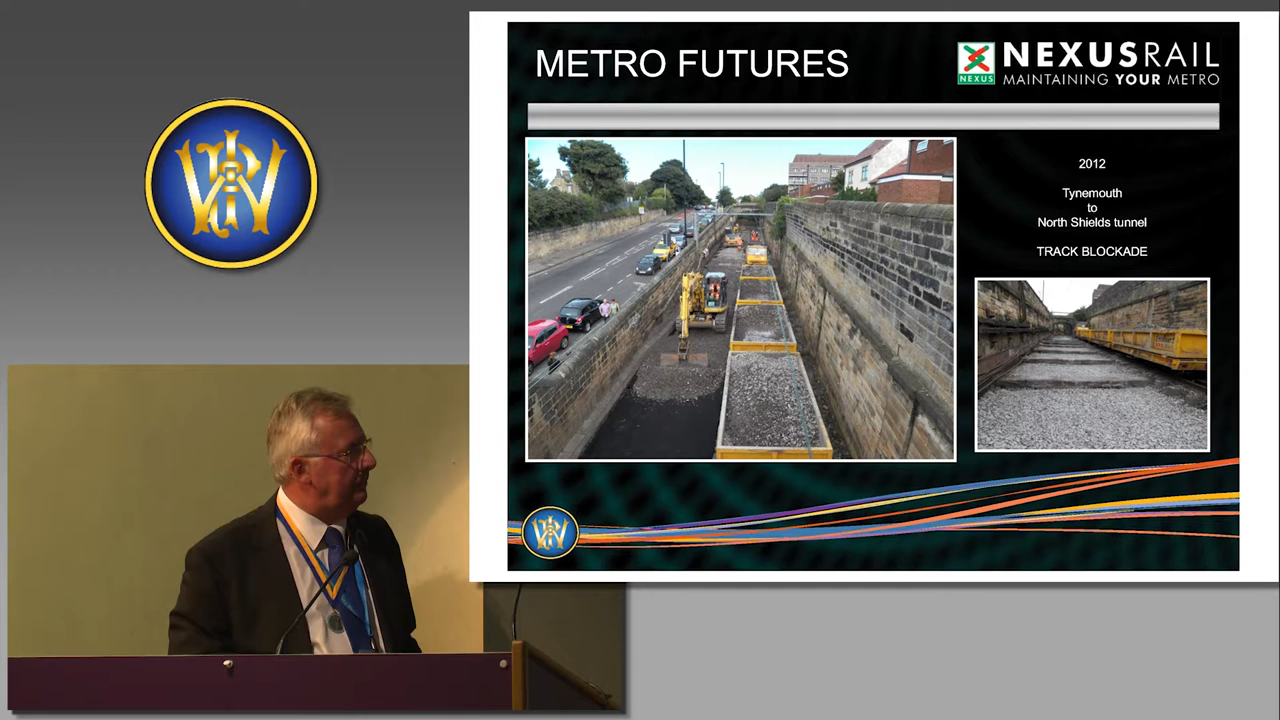 METRO FUTURES
NEXUS
NEXUSRAIL
MAINTAINING YOUR METRO
2012
Tynemouth
to
North Shields tunnel
TRACK BLOCKADE